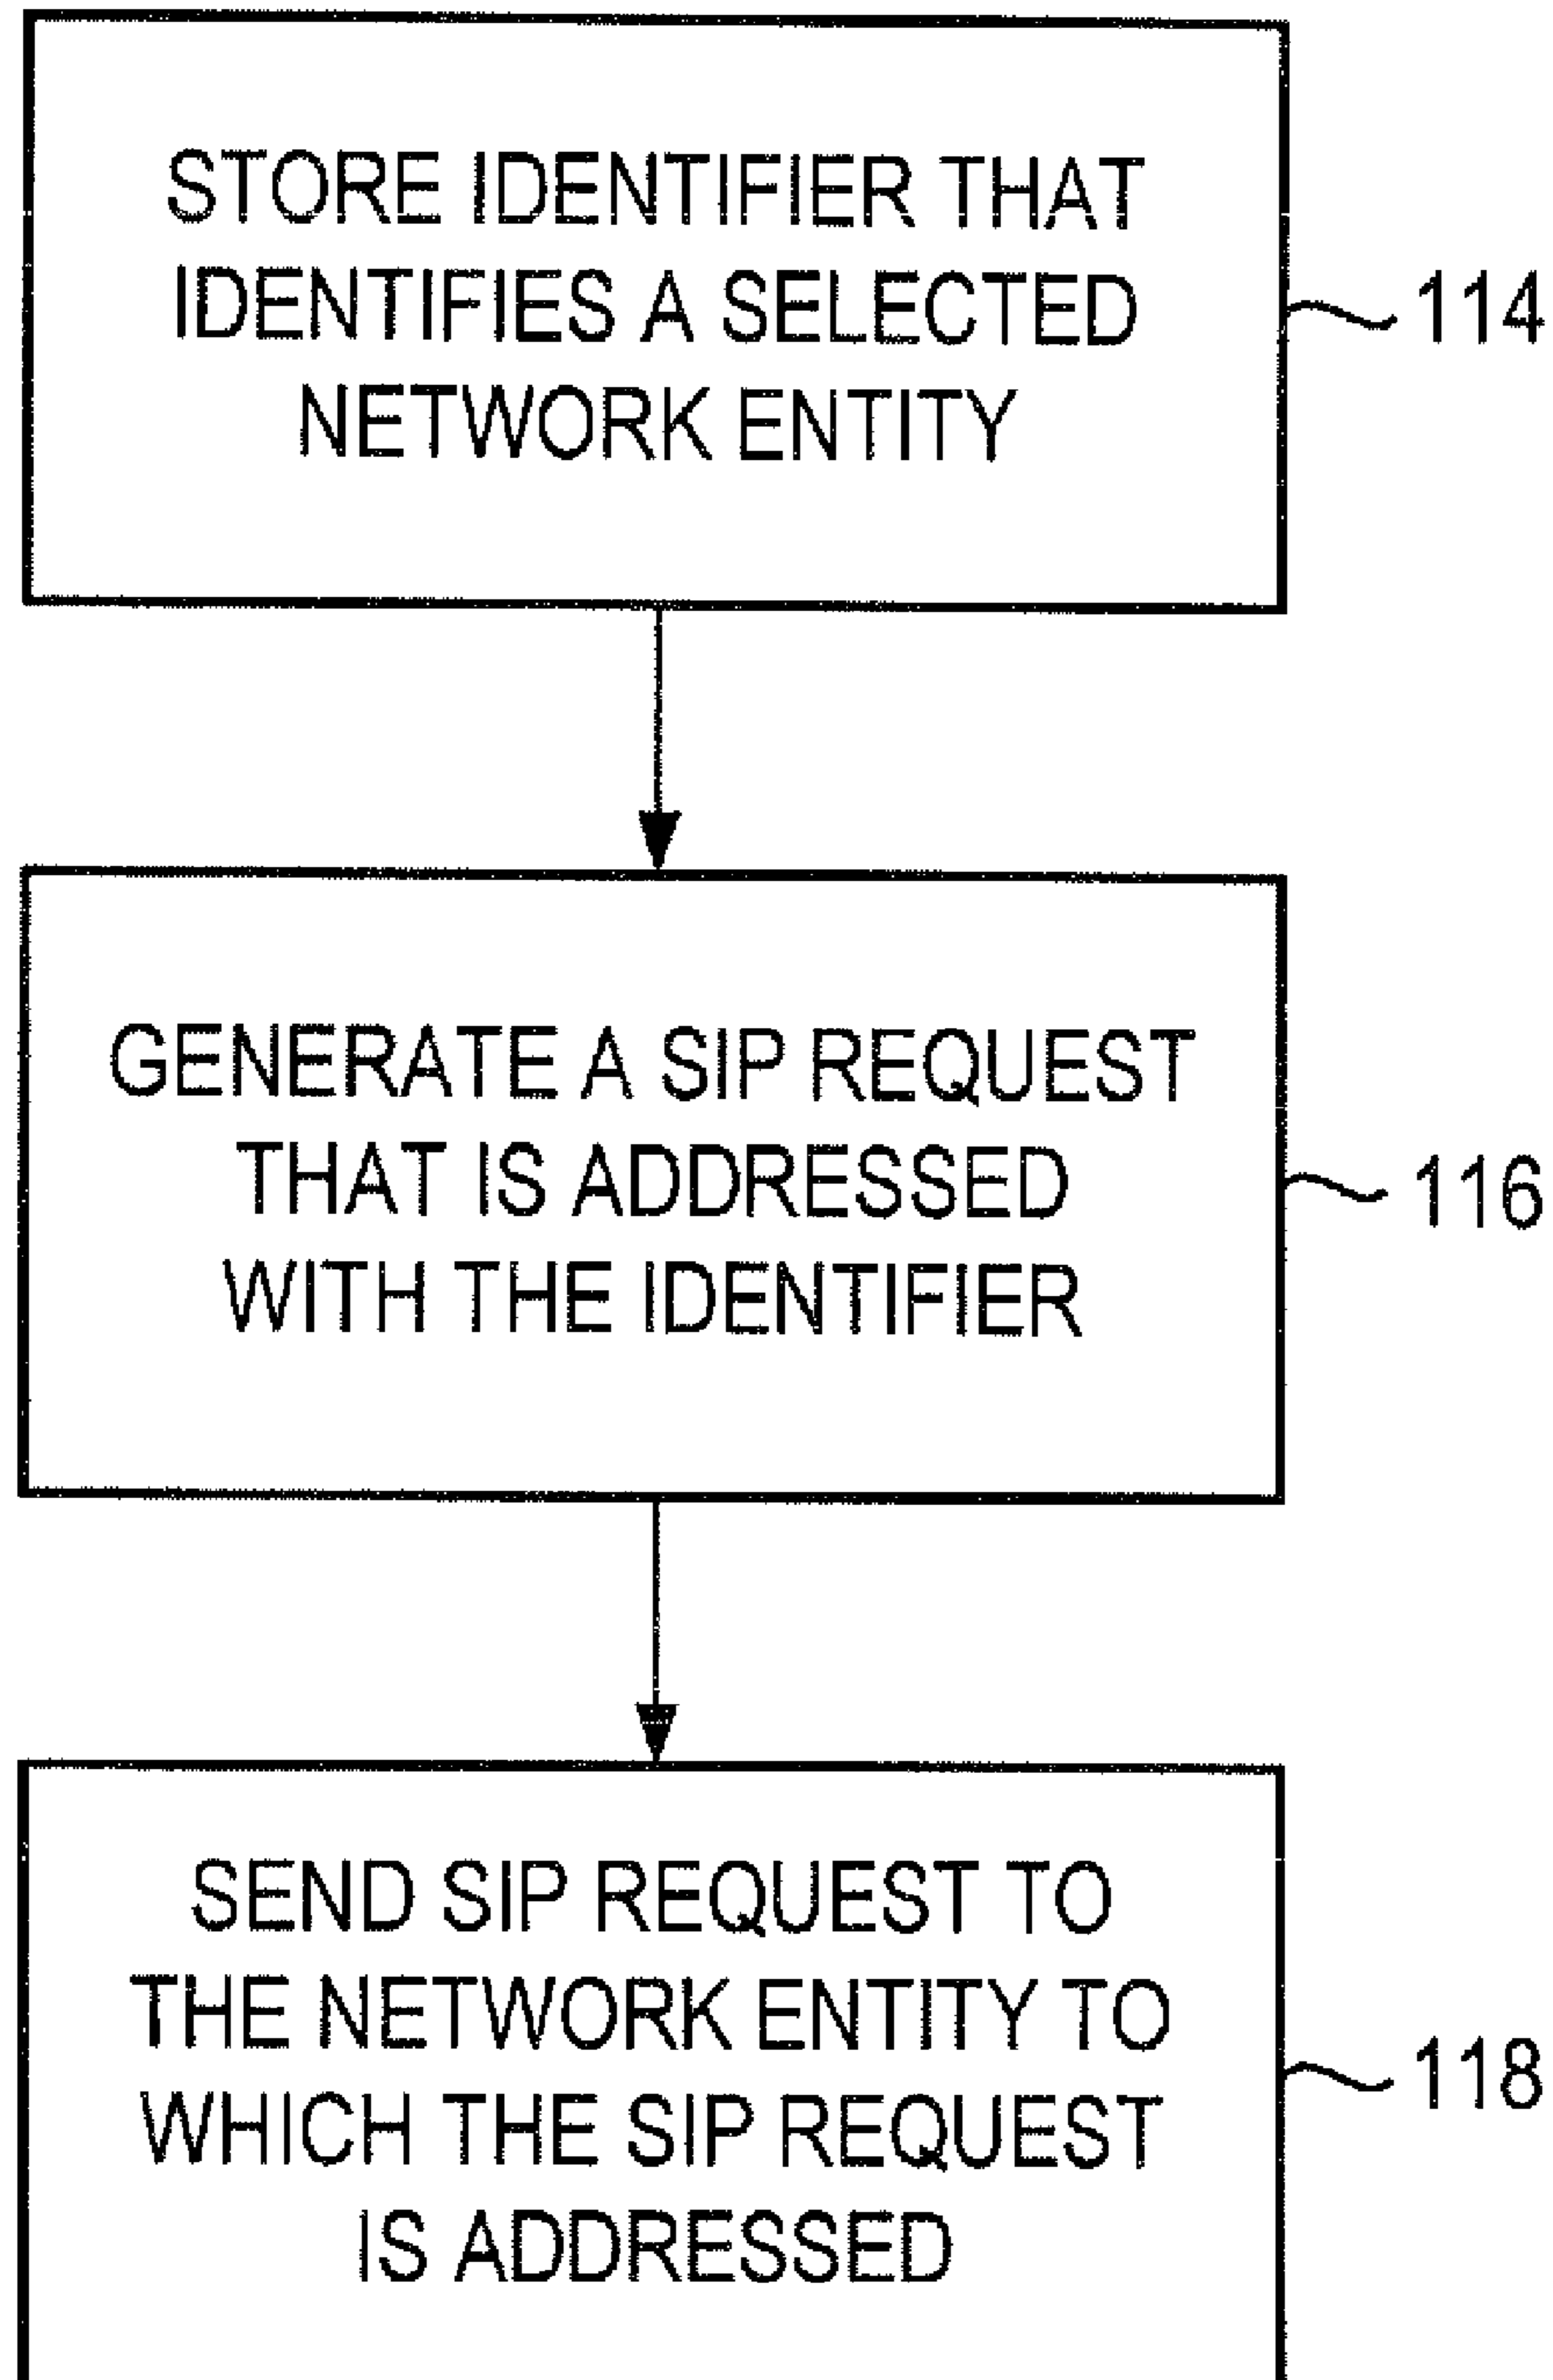 STORE IDENTIFIER THAT
IDENTIFIES A SELECTED
NETWORK ENTITY
114
GENERATE A SIP REQUEST
THAT IS ADDRESSED
WITH THE IDENTIFIER
116
SEND SIP REQUEST TO
THE NETWORK ENTITY TO
WHICH THE SIP REQUEST
IS ADDRESSED
118